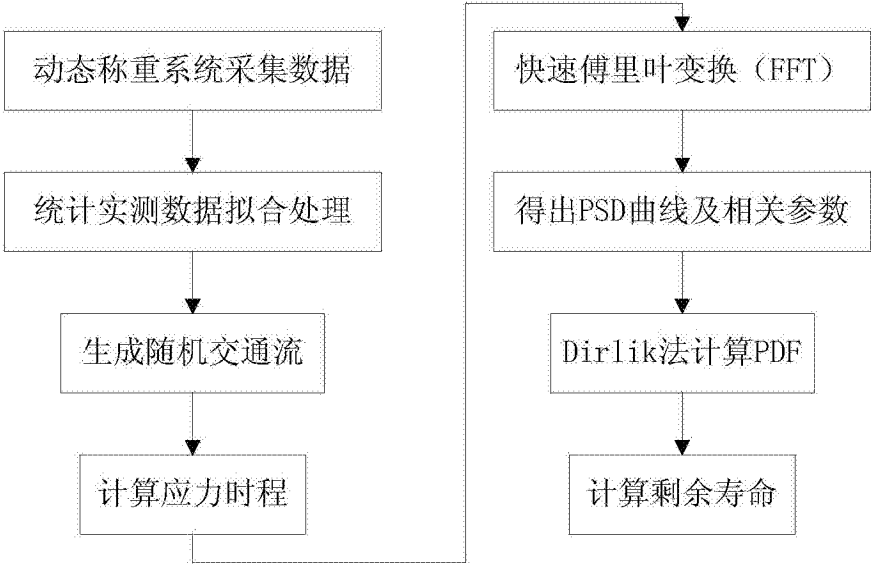 动态称重系统采集数据
统计实测数据拟合处理
生成随机交通流
计算应力时程
快速傅里叶变换（FFT）
得出PSD曲线及相关参数
Dirlik法计算PDF
计算剩余寿命